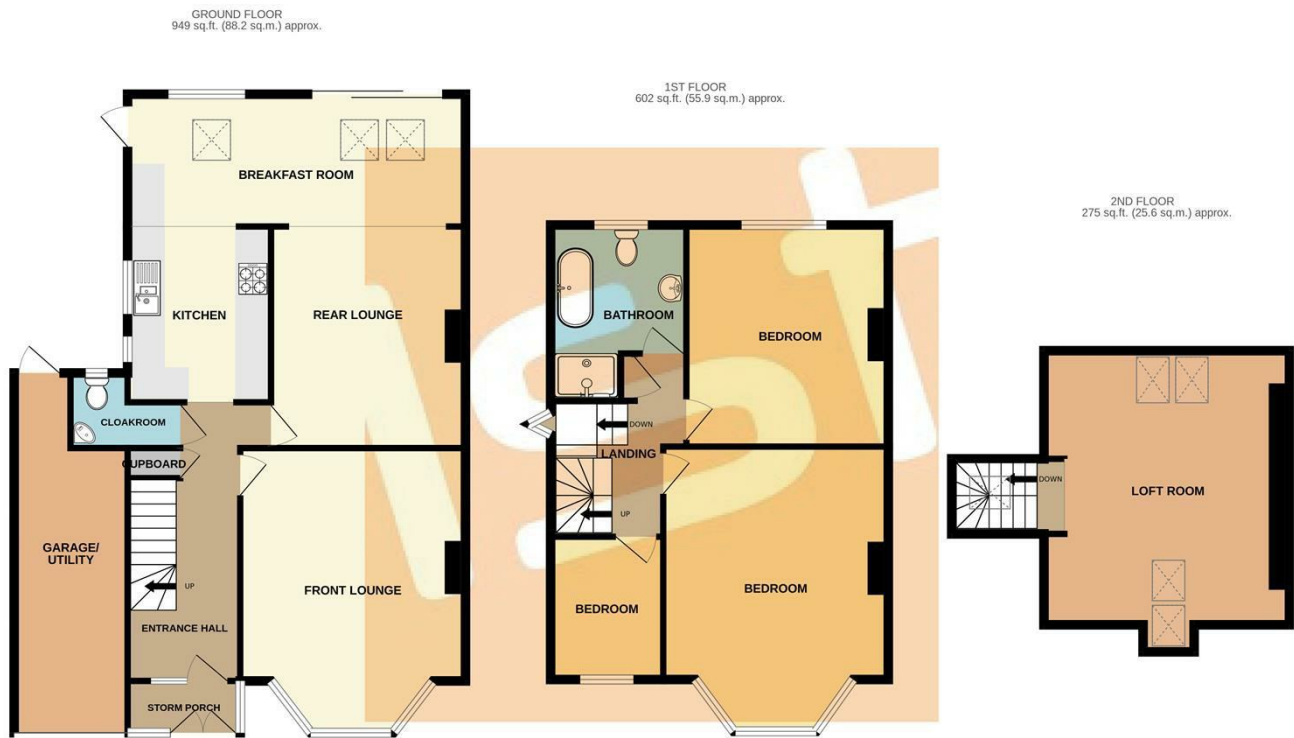 GROUND FLOOR
949 sq.ft. (88.2 sq.m.) approx.
1ST FLOOR
602 sq.ft. (55.9 sq.m.) approx.
2ND FLOOR
275 sq.ft. (25.6 sq.m.) approx.
BREAKFAST ROOM
KITCHEN
REAR LOUNGE
CLOAKROOM
CUPBOARD
GARAGE/
UTILITY
UP
FRONT LOUNGE
ENTRANCE HALL
STORM PORCH
BATHROOM
BEDROOM
DOWN
LANDING
UP
BEDROOM
BEDROOM
DOWN
LOFT ROOM